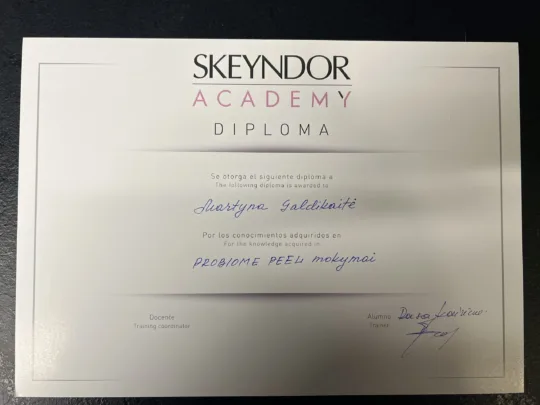 SKEYNDOR
ACADEMY
DIPLOMA
Se otorga el siguiente diploma a
The following diploma is awarded to
Martyna Galdikaitė
Por los conocimientos adquiridos en
For the knowledge acquired in
PROBIOME PEEL mokymai
Docente
Training coordinator
Alumno
Trainee